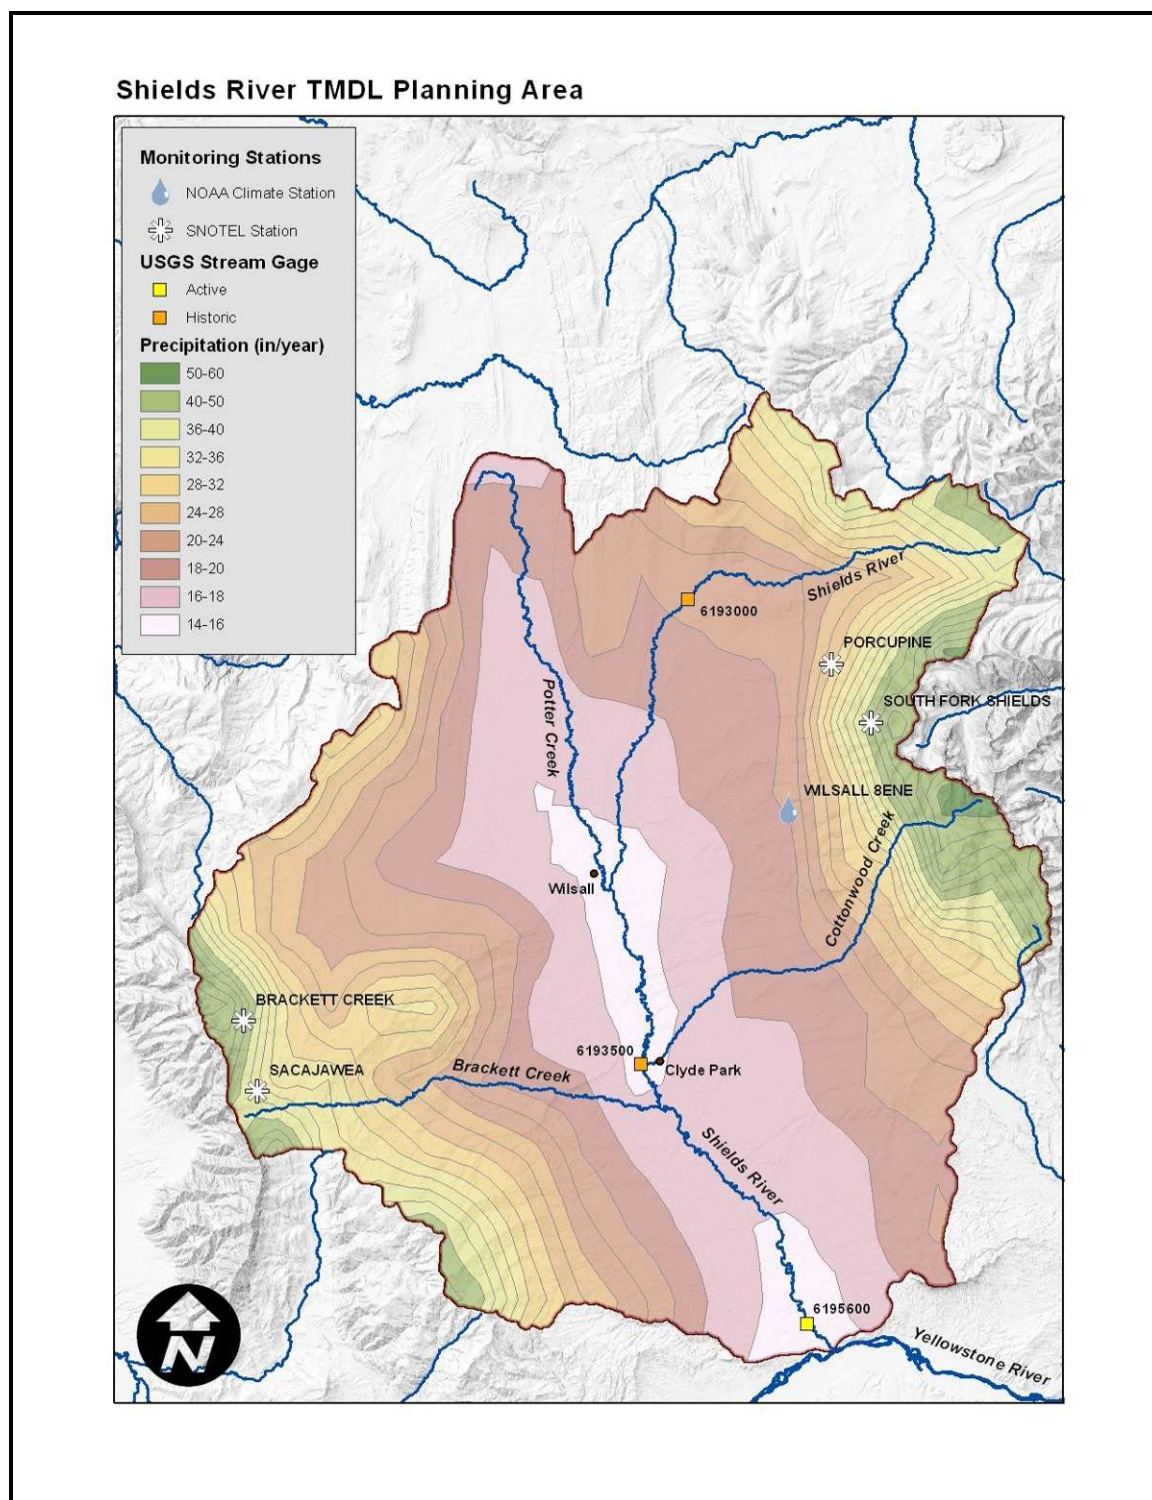 Shields River TMDL Planning Area
Monitoring Stations
NOAA Climate Station
SNOTEL Station
USGS Stream Gage
Active
Historic
Precipitation (in/year)
50-60
40-50
36-40
32-36
28-32
24-28
20-24
18-20
16-18
14-16
Shields River
6193000
PORCUPINE
SOUTH FORK SHIELDS
Potter Creek
WILSALL 8ENE
Wilsall
Cottonwood Creek
BRACKETT CREEK
6193500
SACAJAWEA
Brackett Creek
Clyde Park
Shields River
6195600
Yellowstone River
N